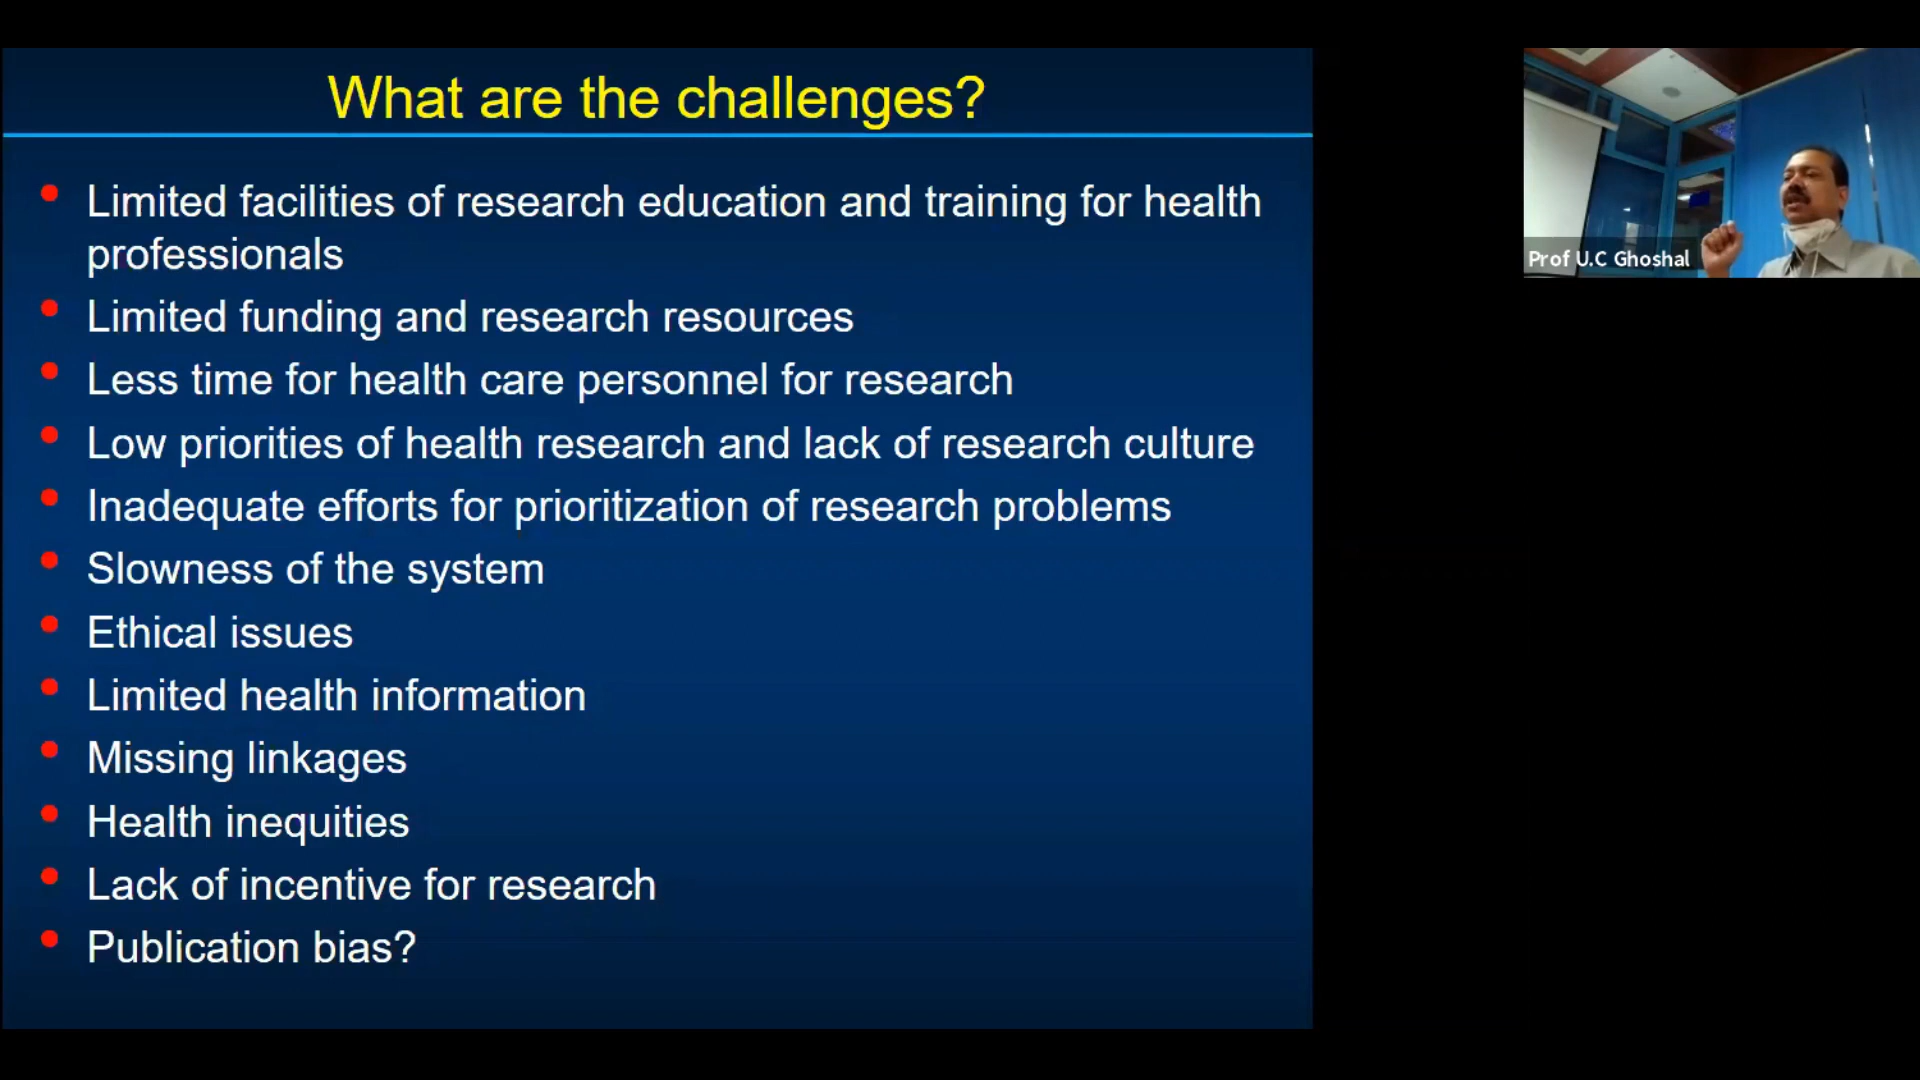 What are the challenges?
Limited facilities of research education and training for health
professionals
Limited funding and research resources
Less time for health care personnel for research
Low priorities of health research and lack of research culture
Inadequate efforts for prioritization of research problems
Slowness of the system
Ethical issues
Limited health information
Missing linkages
Health inequities
Lack of incentive for research
Publication bias?
Prof U.C Ghoshal